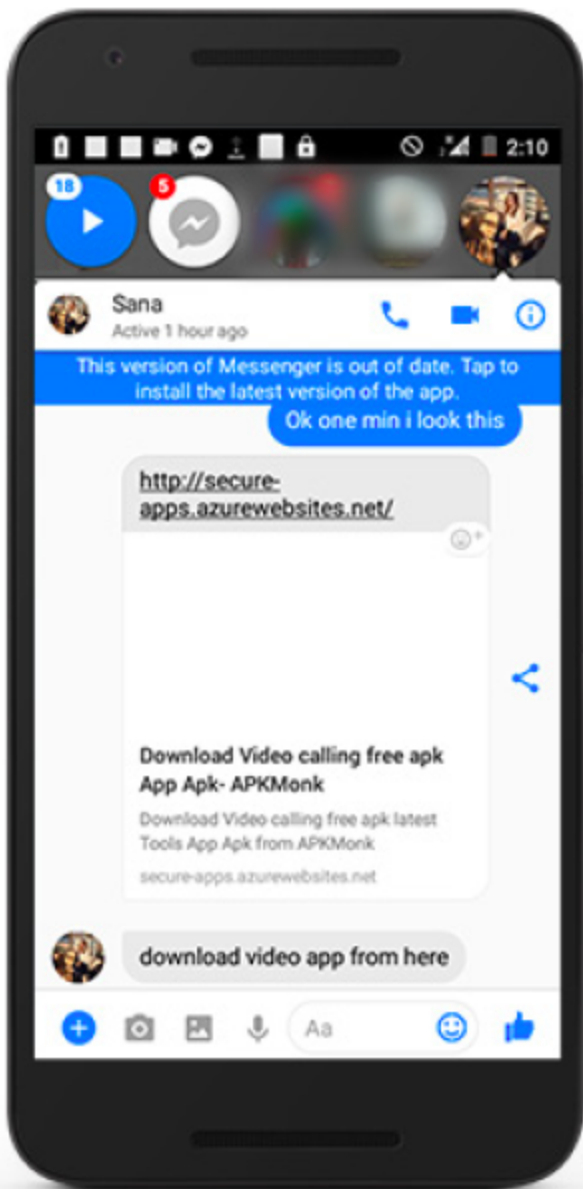 2:10
18
5
Sana
Active 1 hour ago
This version of Messenger is out of date. Tap to
install the latest version of the app.
Ok one min i look this
http://secure-
apps.azurewebsites.net/
Download Video calling free apk
App Apk- APKMonk
Download Video calling free apk latest
Tools App Apk from APKMonk
secure-apps.azurewebsites.net
download video app from here
Aa